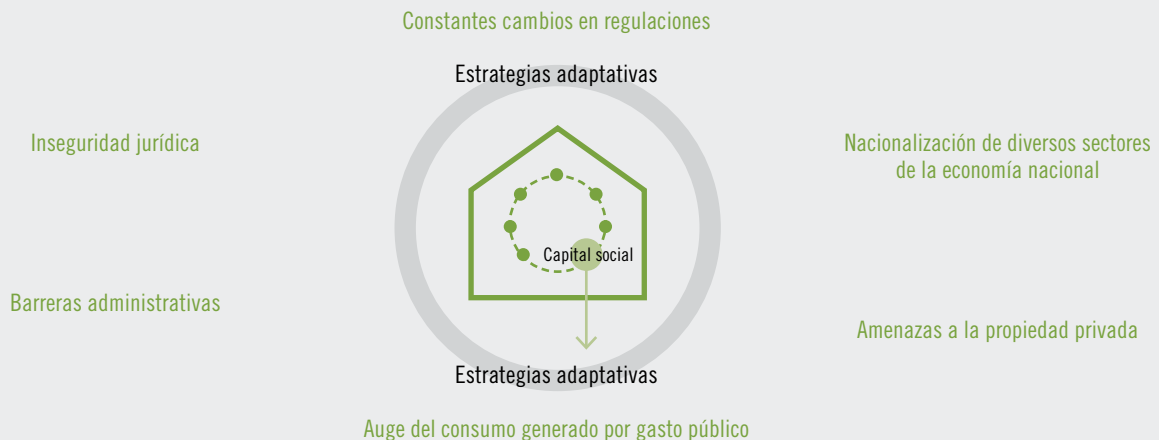 Constantes cambios en regulaciones
Estrategias adaptativas
Inseguridad jurídica
Nacionalización de diversos sectores
de la economía nacional
Capital social
Barreras administrativas
Amenazas a la propiedad privada
Estrategias adaptativas
Auge del consumo generado por gasto público